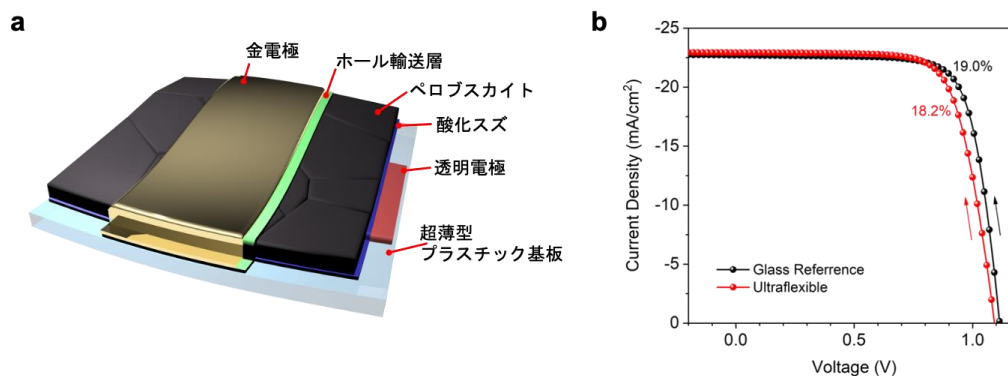 a
金電極
ホール輸送層
ペロブスカイト
酸化スズ
透明電極
超薄型
プラスチック基板
b
Current Density (mA/cm²)
-25
-20
-15
-10
-5
0
19.0%
18.2%
Glass Referrence
Ultraflexible
0.0
0.5
1.0
Voltage (V)